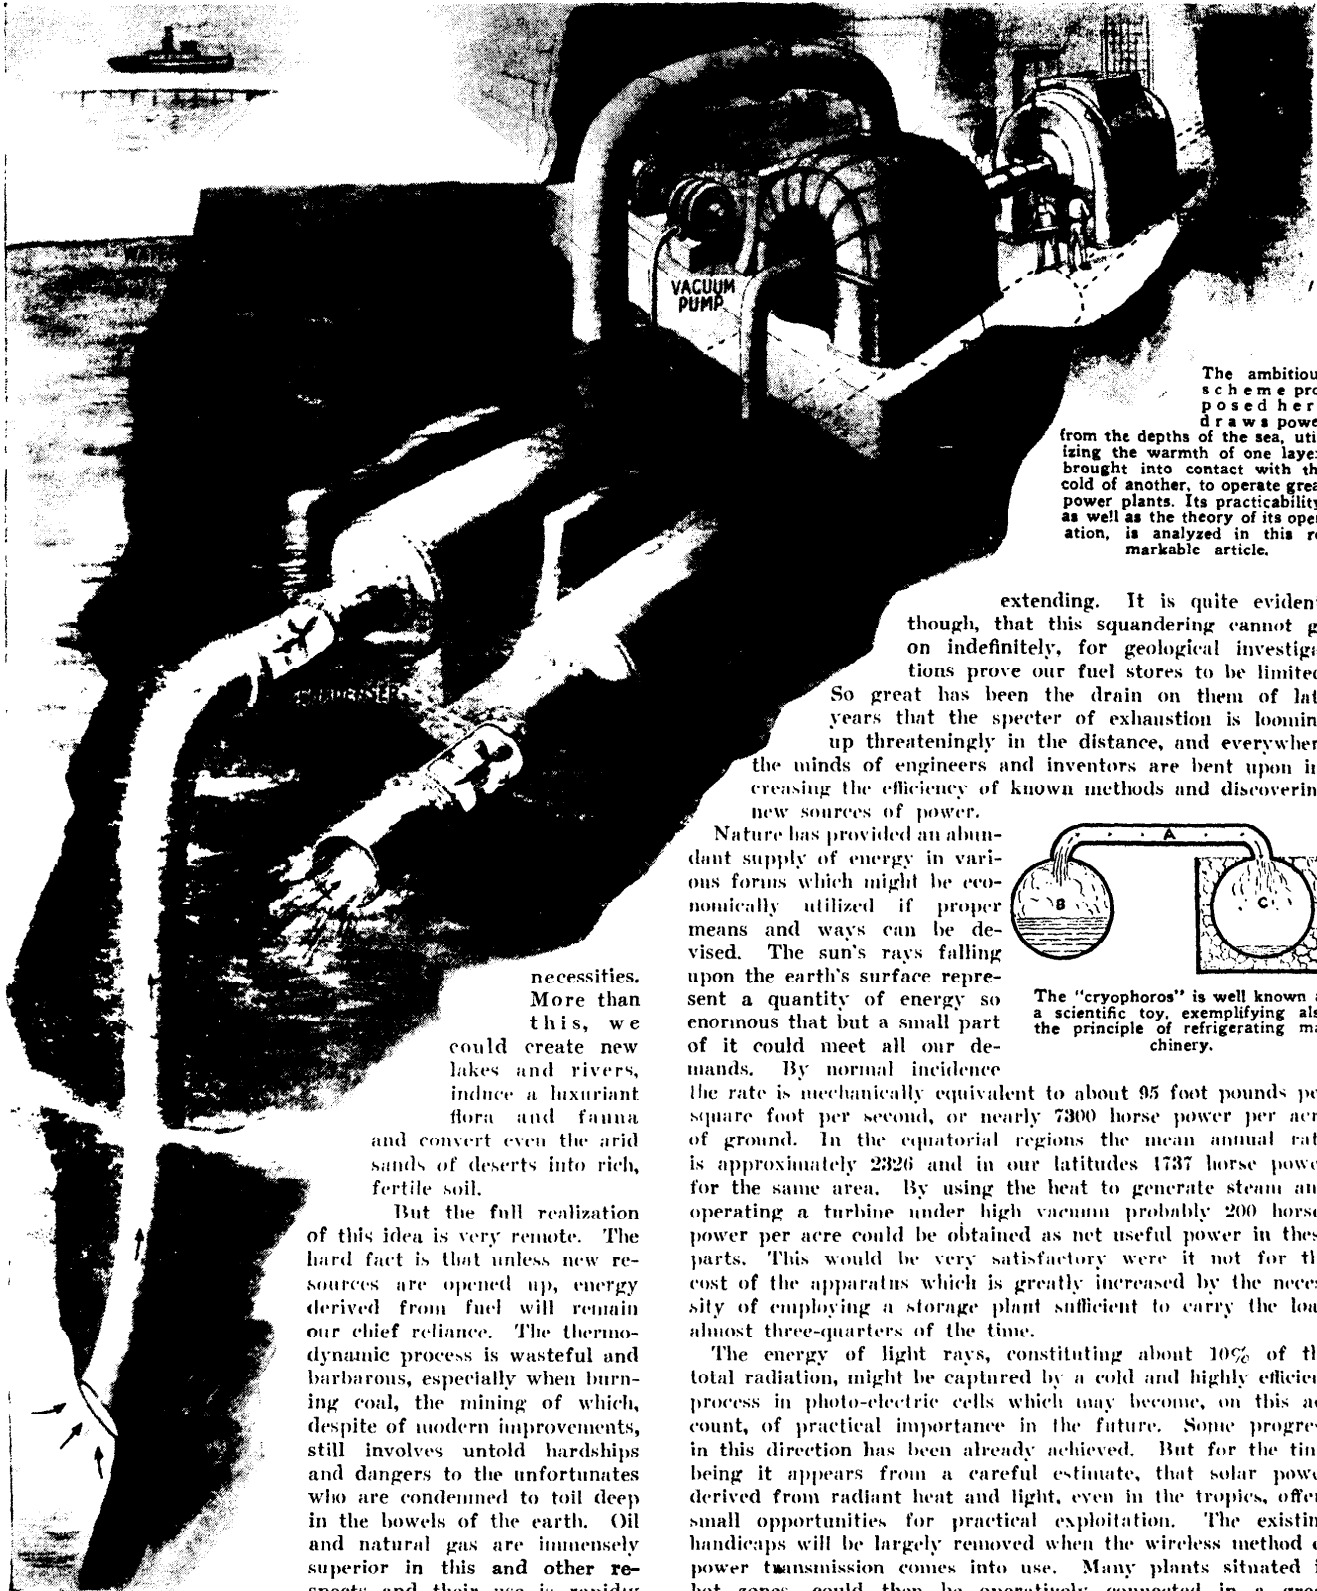 VACUUM
PUMP
CONDENSER
The ambitiou
scheme pro
posed her
draws powe
from the depths of the sea, uti
izing the warmth of one laye
brought into contact with th
cold of another, to operate grea
power plants. Its practicability
as well as the theory of its oper
ation, is analyzed in this re
markable article.
necessities.
More than
this, we
could create new
lakes and rivers,
induce a luxuriant
flora and fauna
and convert even the arid
sands of deserts into rich,
fertile soil.
But the full realization
of this idea is very remote. The
hard fact is that unless new re-
sources are opened up, energy
derived from fuel will remain
our chief reliance. The thermo-
dynamic process is wasteful and
barbarous, especially when burn-
ing coal, the mining of which,
despite of modern improvements,
still involves untold hardships
and dangers to the unfortunates
who are condemned to toil deep
in the bowels of the earth. Oil
and natural gas are immensely
superior in this and other re-
spects and their use is rapidly
extending. It is quite eviden
though, that this squandering cannot g
on indefinitely, for geological investiga
tions prove our fuel stores to be limited
So great has been the drain on them of lat
years that the specter of exhaustion is loomin
up threateningly in the distance, and everywher
the minds of engineers and inventors are bent upon in
creasing the efficiency of known methods and discoverin
new sources of power.
Nature has provided an abun-
dant supply of energy in vari-
ous forms which might be eco-
nomically utilized if proper
means and ways can be de-
vised. The sun's rays falling
upon the earth's surface repre-
sent a quantity of energy so
enormous that but a small part
of it could meet all our de-
mands. By normal incidence
the rate is mechanically equivalent to about 95 foot pounds pe
square foot per second, or nearly 7300 horse power per acr
of ground. In the equatorial regions the mean annual rat
is approximately 2326 and in our latitudes 1737 horse powe
for the same area. By using the heat to generate steam an
operating a turbine under high vacuum probably 200 horse
power per acre could be obtained as net useful power in thes
parts. This would be very satisfactory were it not for th
cost of the apparatus which is greatly increased by the neces
sity of employing a storage plant sufficient to carry the loa
almost three-quarters of the time.
The energy of light rays, constituting about 10% of th
total radiation, might be captured by a cold and highly efficien
process in photo-electric cells which may become, on this ac
count, of practical importance in the future. Some progres
in this direction has been already achieved. But for the tim
being it appears from a careful estimate, that solar powe
derived from radiant heat and light, even in the tropics, offer
small opportunities for practical exploitation. The existin
handicaps will be largely removed when the wireless method o
power transmission comes into use. Many plants situated i
hot zones, could then be operatively connected in a grea
A
B
C
The "cryophoros" is well known a
a scientific toy, exemplifying als
the principle of refrigerating ma
chinery.